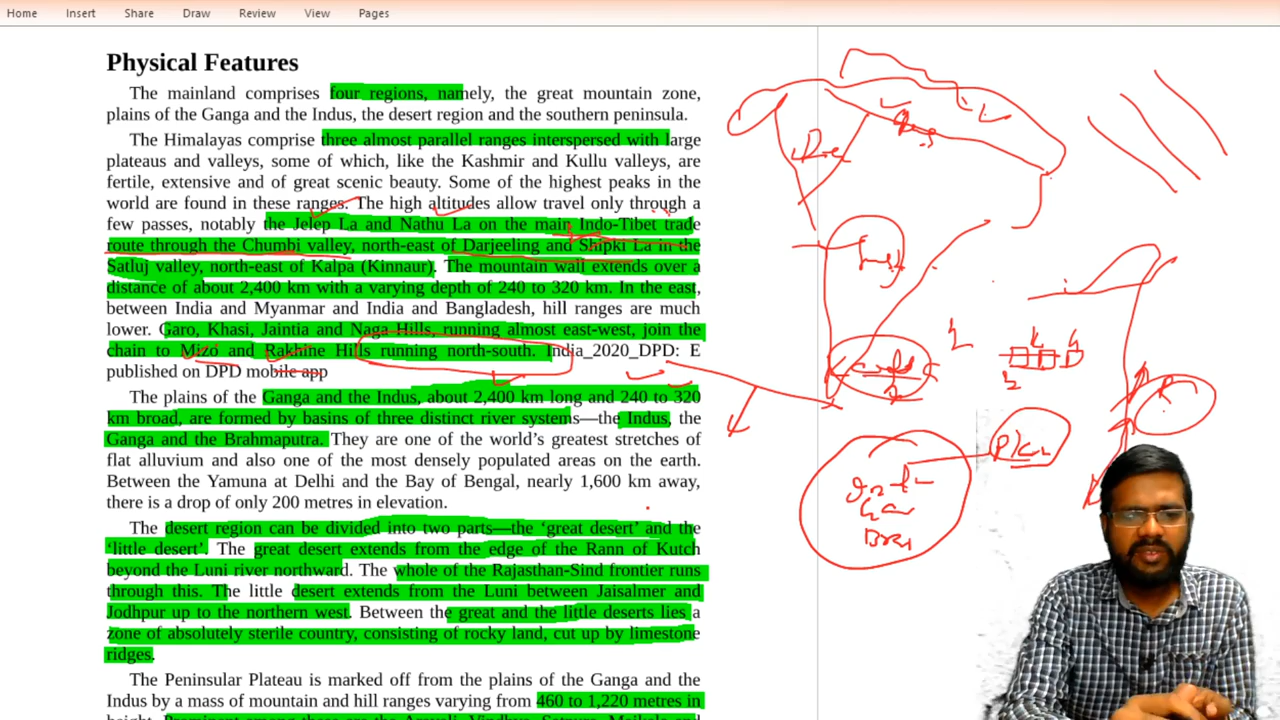 Home Insert Share Draw Review View Pages
Physical Features
The mainland comprises four regions, namely, the great mountain zone,
plains of the Ganga and the Indus, the desert region and the southern peninsula.
The Himalayas comprise three almost parallel ranges interspersed with large
plateaus and valleys, some of which, like the Kashmir and Kullu valleys, are
fertile, extensive and of great scenic beauty. Some of the highest peaks in the
world are found in these ranges. The high altitudes allow travel only through a
few passes, notably the Jelep La and Nathu La on the main Indo-Tibet trade
route through the Chumbi valley, north-east of Darjeeling and Shipki La in the
Satluj valley, north-east of Kalpa (Kinnaur). The mountain wall extends over a
distance of about 2,400 km with a varying depth of 240 to 320 km. In the east,
between India and Myanmar and India and Bangladesh, hill ranges are much
lower. Garo, Khasi, Jaintia and Naga Hills, running almost east-west, join the
chain to Mizo and Rakhine Hills running north-south. India_2020_DPD: E
published on DPD mobile app
The plains of the Ganga and the Indus, about 2,400 km long and 240 to 320
km broad, are formed by basins of three distinct river systems—the Indus, the
Ganga and the Brahmaputra. They are one of the world's greatest stretches of
flat alluvium and also one of the most densely populated areas on the earth.
Between the Yamuna at Delhi and the Bay of Bengal, nearly 1,600 km away,
there is a drop of only 200 metres in elevation.
The desert region can be divided into two parts—the 'great desert' and the
'little desert'. The great desert extends from the edge of the Rann of Kutch
beyond the Luni river northward. The whole of the Rajasthan-Sind frontier runs
through this. The little desert extends from the Luni between Jaisalmer and
Jodhpur up to the northern west. Between the great and the little deserts lies a
zone of absolutely sterile country, consisting of rocky land, cut up by limestone
ridges.
The Peninsular Plateau is marked off from the plains of the Ganga and the
Indus by a mass of mountain and hill ranges varying from 460 to 1,220 metres in
height. Prominent among these are the Aravali, Vindhya, Satpura, Maikala and